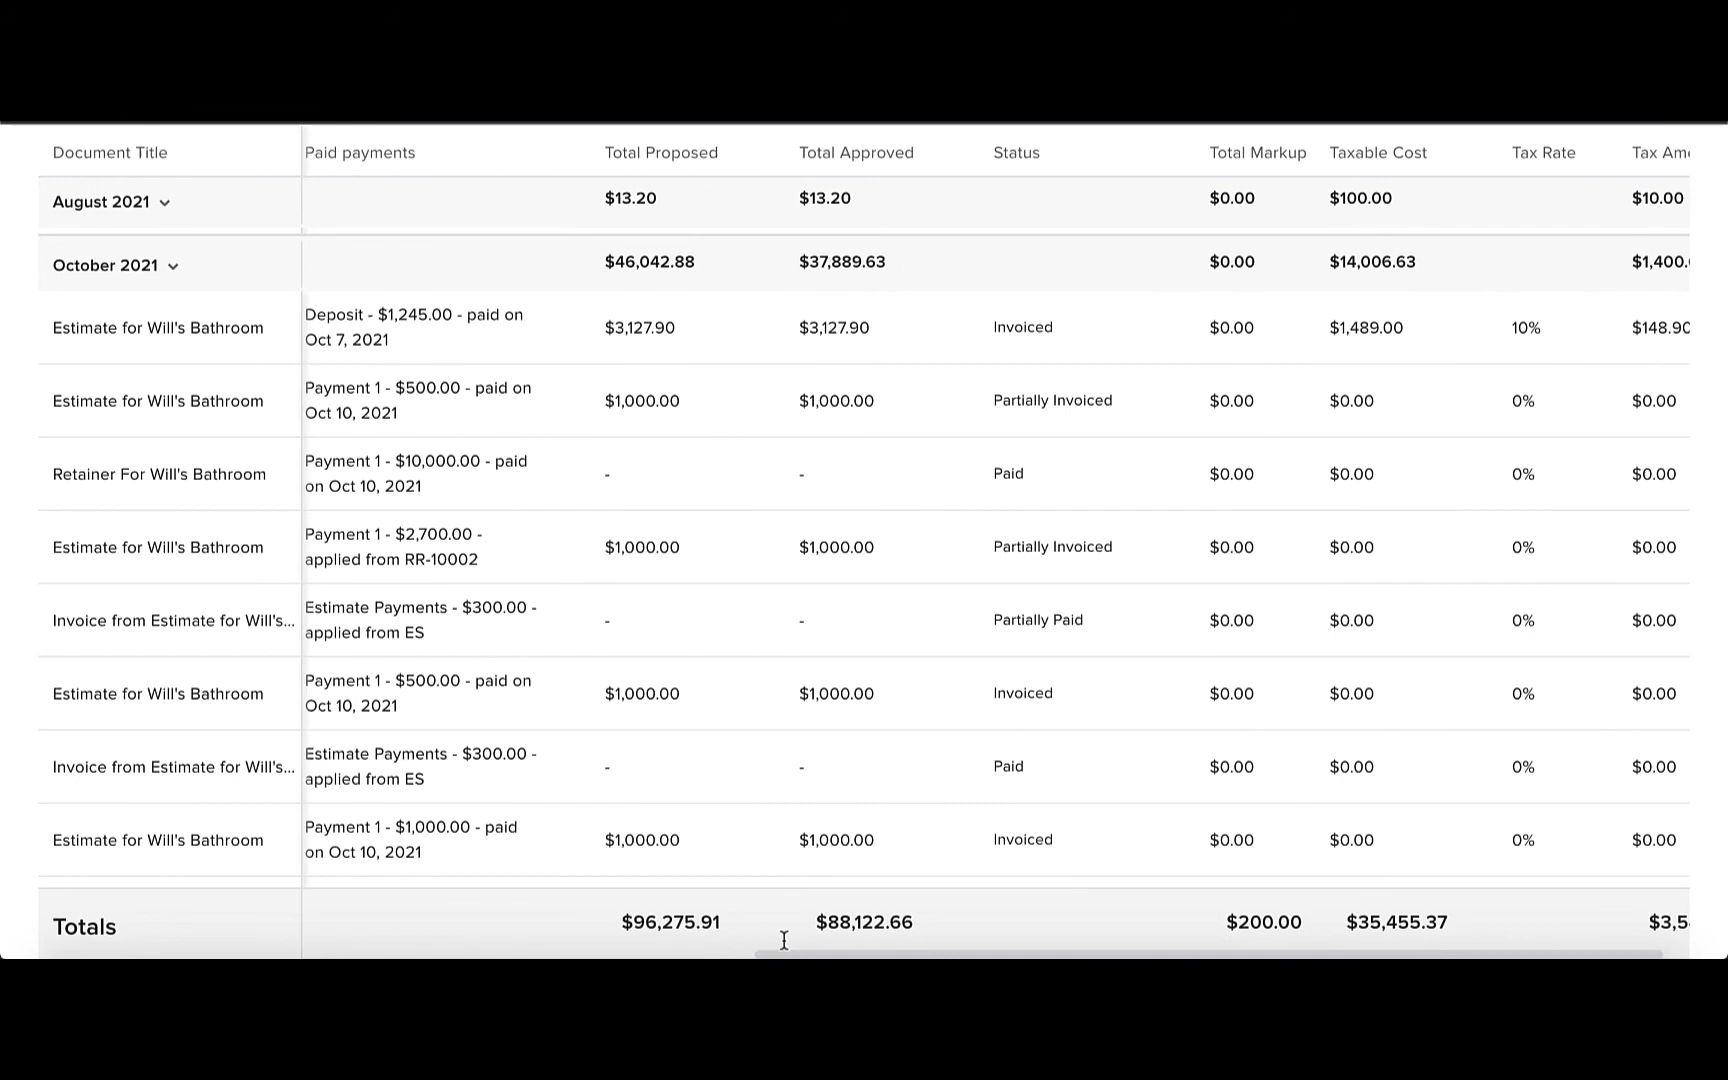 Document Title Paid payments Total Proposed Total Approved Status Total Markup Taxable Cost Tax Rate Tax Am
August 2021 $13.20 $13.20 $0.00 $100.00 $10.00
October 2021 $46,042.88 $37,889.63 $0.00 $14,006.63 $1,400.
Estimate for Will's Bathroom Deposit - $1,245.00 - paid on $3,127.90 $3,127.90 Invoiced $0.00 $1,489.00 10% $148.90
Oct 7, 2021
Estimate for Will's Bathroom Payment 1 - $500.00 - paid on $1,000.00 $1,000.00 Partially Invoiced $0.00 $0.00 0% $0.00
Oct 10, 2021
Retainer For Will's Bathroom Payment 1 - $10,000.00 - paid - - Paid $0.00 $0.00 0% $0.00
on Oct 10, 2021
Estimate for Will's Bathroom Payment 1 - $2,700.00 - $1,000.00 $1,000.00 Partially Invoiced $0.00 $0.00 0% $0.00
applied from RR-10002
Invoice from Estimate for Will's... Estimate Payments - $300.00 - - - Partially Paid $0.00 $0.00 0% $0.00
applied from ES
Estimate for Will's Bathroom Payment 1 - $500.00 - paid on $1,000.00 $1,000.00 Invoiced $0.00 $0.00 0% $0.00
Oct 10, 2021
Invoice from Estimate for Will's... Estimate Payments - $300.00 - - - Paid $0.00 $0.00 0% $0.00
applied from ES
Estimate for Will's Bathroom Payment 1 - $1,000.00 - paid $1,000.00 $1,000.00 Invoiced $0.00 $0.00 0% $0.00
on Oct 10, 2021
Totals $96,275.91 $88,122.66 $200.00 $35,455.37 $3,5